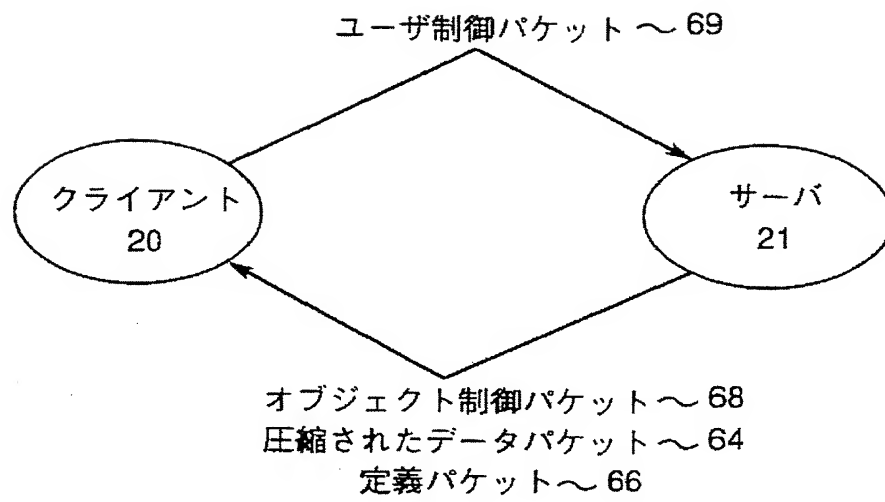 ユーザ制御パケット〜69
クライアント
20
サーバ
21
オブジェクト制御パケット〜68
圧縮されたデータパケット〜64
定義パケット〜66